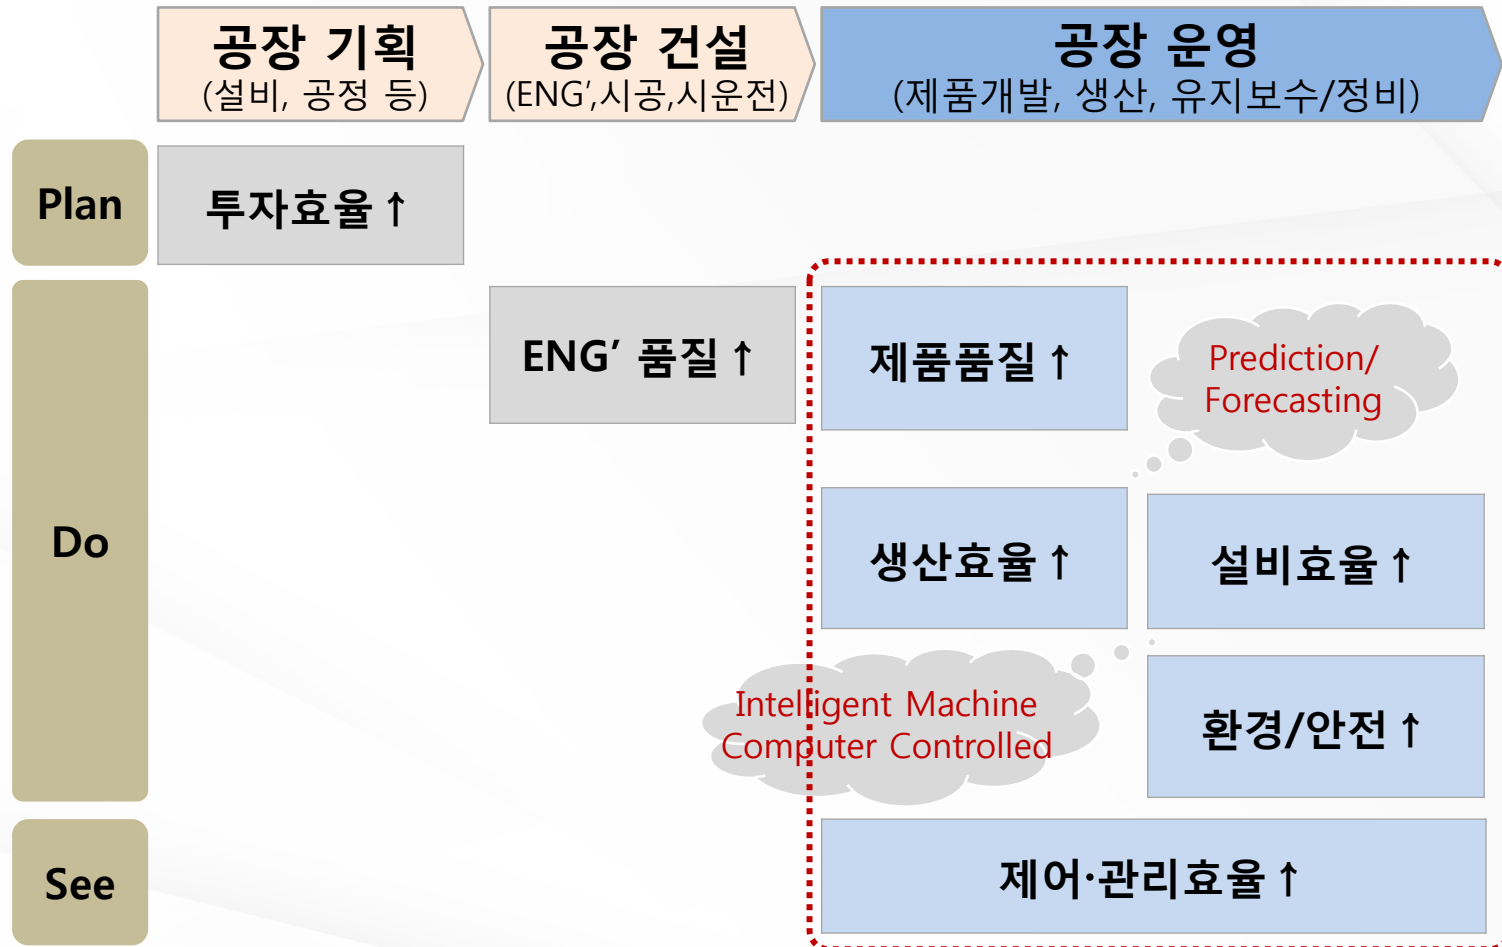 공장 기획
(설비, 공정 등)
공장 건설
(ENG',시공,시운전)
공장 운영
(제품개발, 생산, 유지보수/정비)
Plan
투자효율 ↑
Do
ENG’ 품질 ↑
제품품질 ↑
Prediction/
Forecasting
생산효율 ↑
설비효율 ↑
Intelligent Machine
Computer Controlled
환경/안전 ↑
See
제어·관리효율 ↑